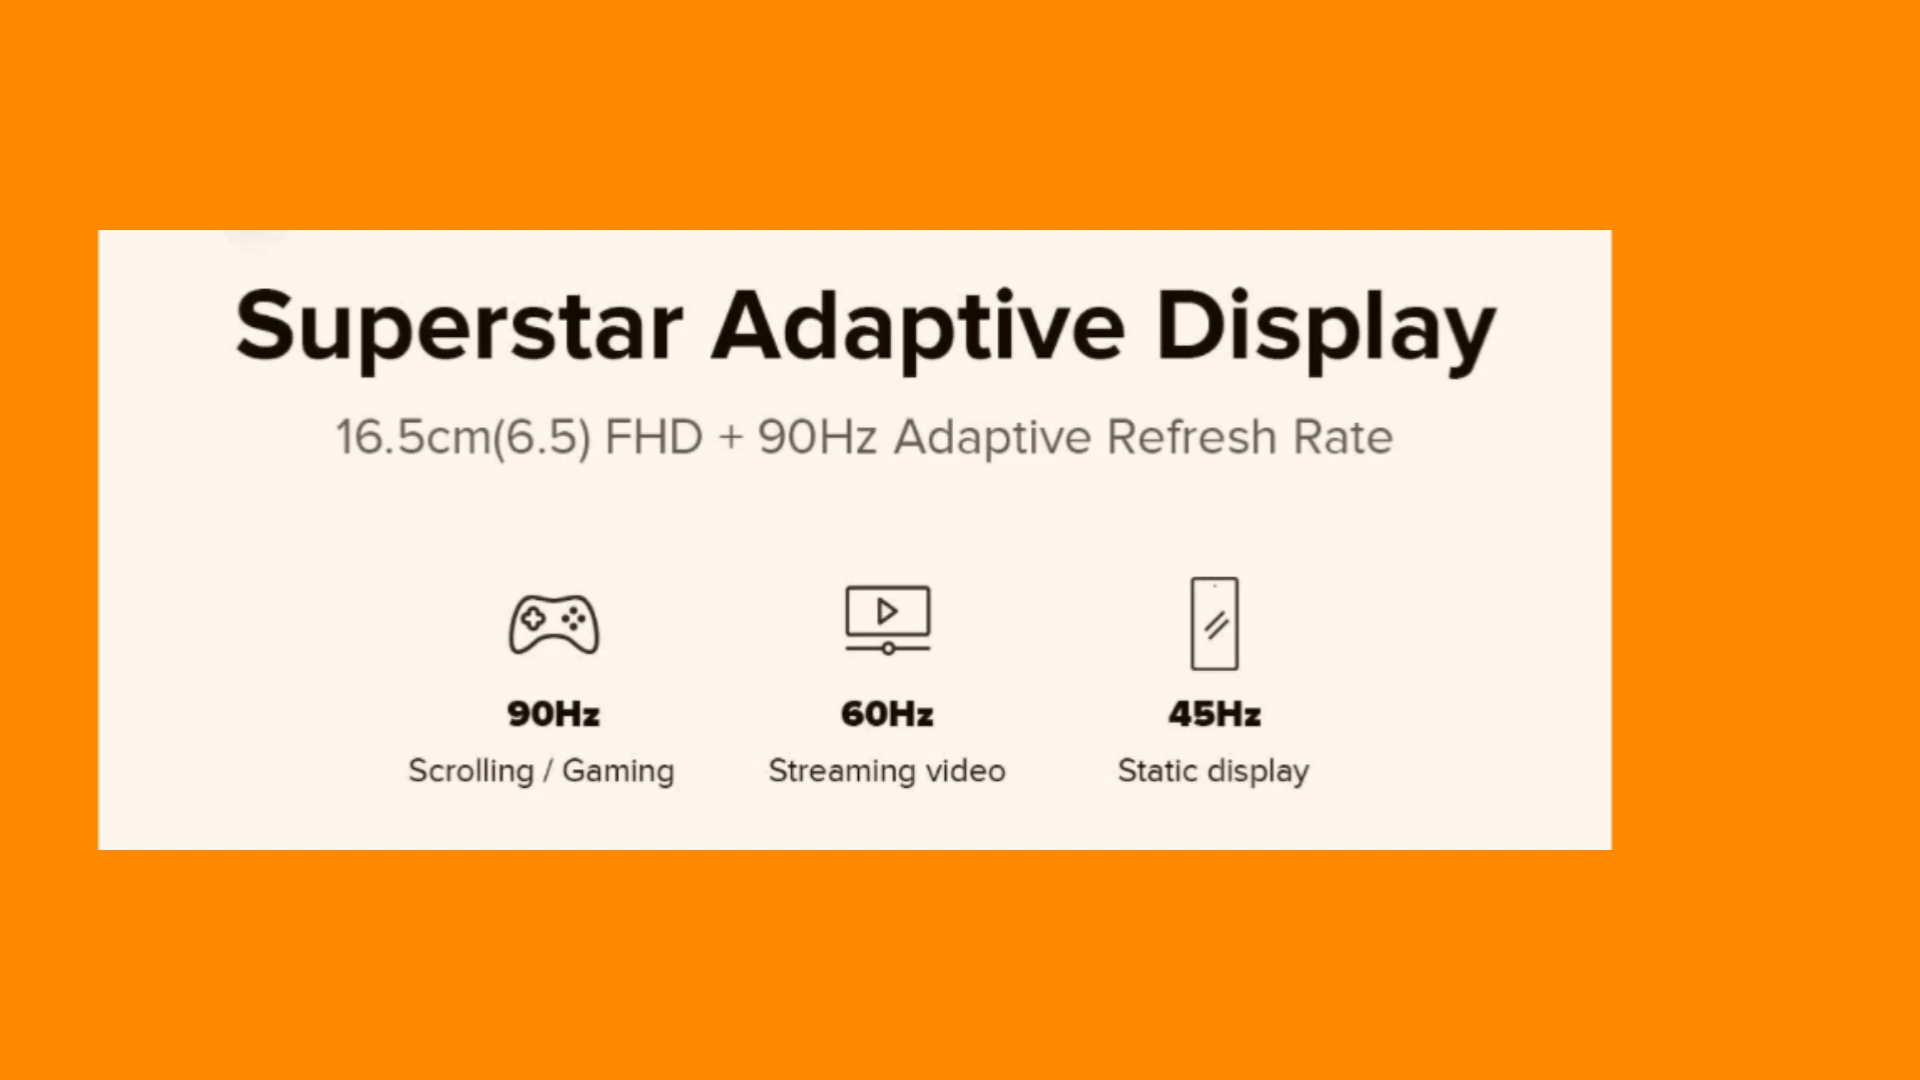 Superstar Adaptive Display
16.5cm(6.5) FHD + 90Hz Adaptive Refresh Rate
90Hz
Scrolling / Gaming
60Hz
Streaming video
45Hz
Static display